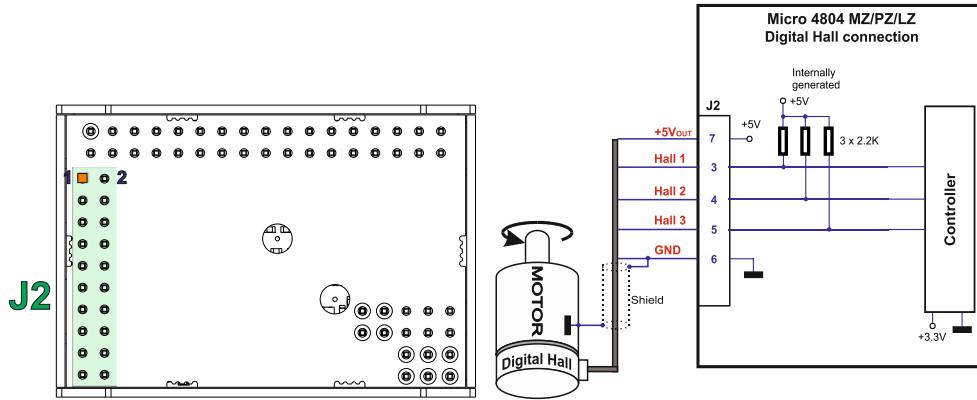 1
2
J2
Micro 4804 MZ/PZ/LZ
Digital Hall connection
Internally
generated
+5V
J2
+5VOUT
7
+5V
3 x 2.2K
Hall 1
3
Hall 2
4
Hall 3
5
GND
6
Controller
+3.3V
Shield
MOTOR
Digital Hall